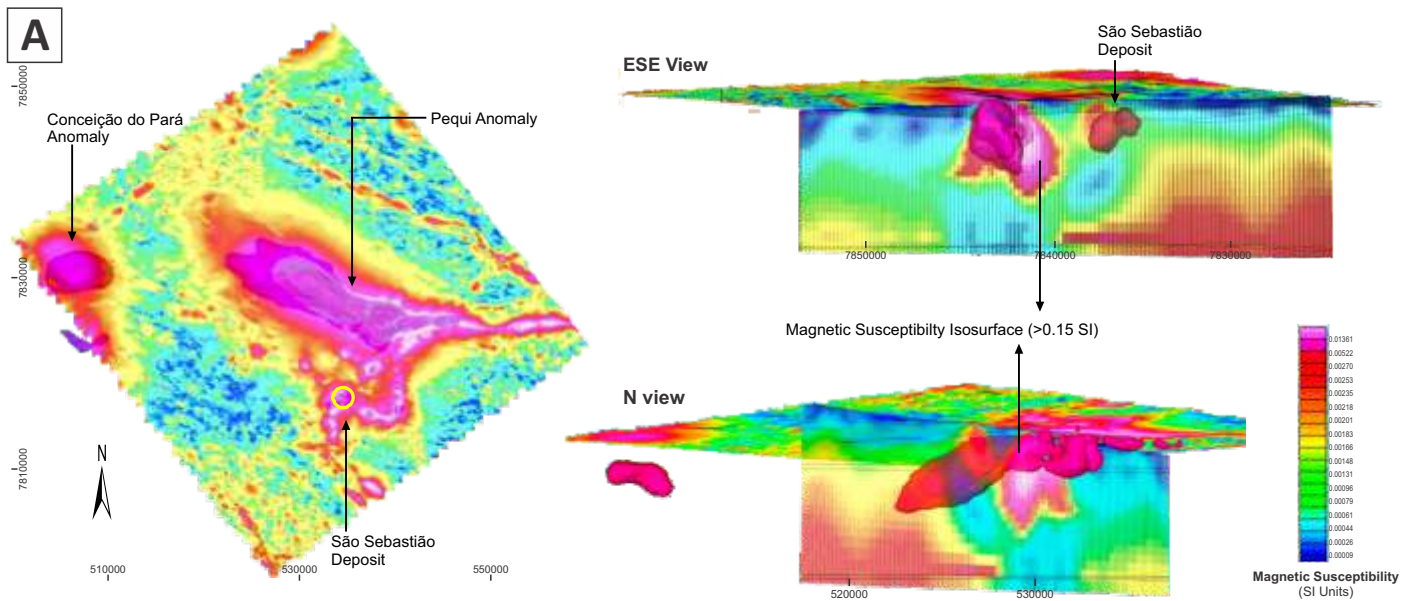 A
Conceição do Pará
Anomaly
Pequi Anomaly
7850000
7830000
7810000
N
São Sebastião
Deposit
510000
530000
550000
ESE View
São Sebastião
Deposit
7850000
7840000
7830000
Magnetic Susceptibilty Isosurface (>0.15 SI)
N view
520000
530000
0.01361
0.00522
0.00270
0.00253
0.00235
0.00218
0.00201
0.00183
0.00166
0.00148
0.00131
0.00096
0.00079
0.00061
0.00044
0.00026
0.00009
Magnetic Susceptibility
(SI Units)